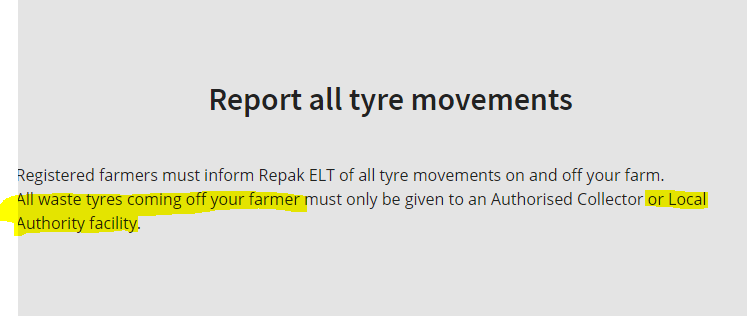 Report all tyre movements
Registered farmers must inform Repak ELT of all tyre movements on and off your farm.
All waste tyres coming off your farmer must only be given to an Authorised Collector or Local
Authority facility.